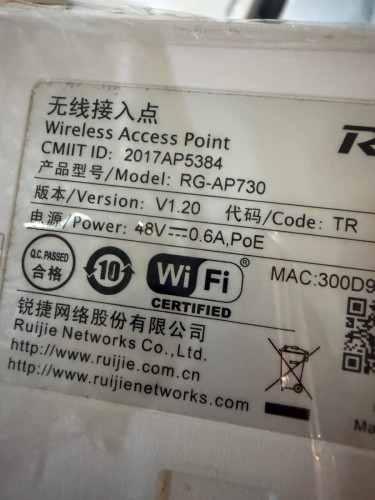 无线接入点
Wireless Access Point
CMIIT ID: 2017AP5384
产品型号/Model: RG-AP730
版本/Version: V1.20 代码/Code: TR
电源/Power: 48V⎓0.6A,PoE
Q.C. PASSED
合格
10
Wi Fi®
CERTIFIED
MAC:300D9
锐捷网络股份有限公司
Ruijie Networks Co.,Ltd.
http://www.ruijie.com.cn
http://www.ruijienetworks.com
Ma